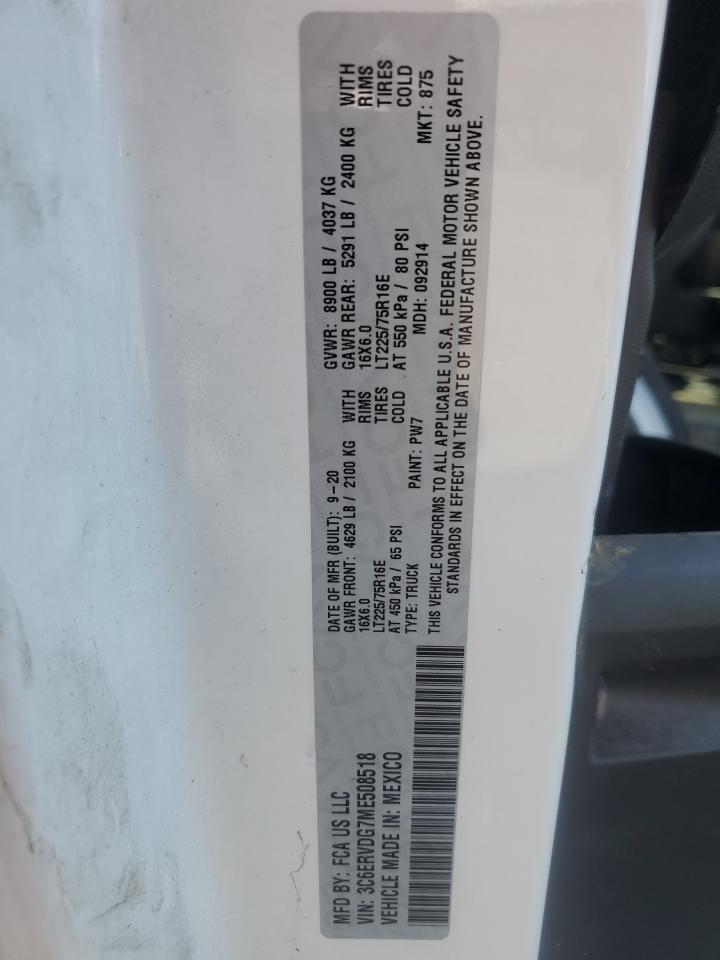 MFD BY: FCA US LLC
VIN: 3C6ERVDG7ME508518
VEHICLE MADE IN: MEXICO
DATE OF MFR (BUILT): 9-20 GVWR: 8900 LB / 4037 KG
GAWR FRONT: 4629 LB / 2100 KG WITH GAWR REAR: 5291 LB / 2400 KG WITH
16X6.0 RIMS 16X6.0 RIMS
LT225/75R16E TIRES LT225/75R16E TIRES
AT 450 kPa / 65 PSI COLD AT 550 kPa / 80 PSI COLD
TYPE: TRUCK PAINT: PW7 MDH: 092914 MKT: 875
THIS VEHICLE CONFORMS TO ALL APPLICABLE U.S.A. FEDERAL MOTOR VEHICLE SAFETY
STANDARDS IN EFFECT ON THE DATE OF MANUFACTURE SHOWN ABOVE.